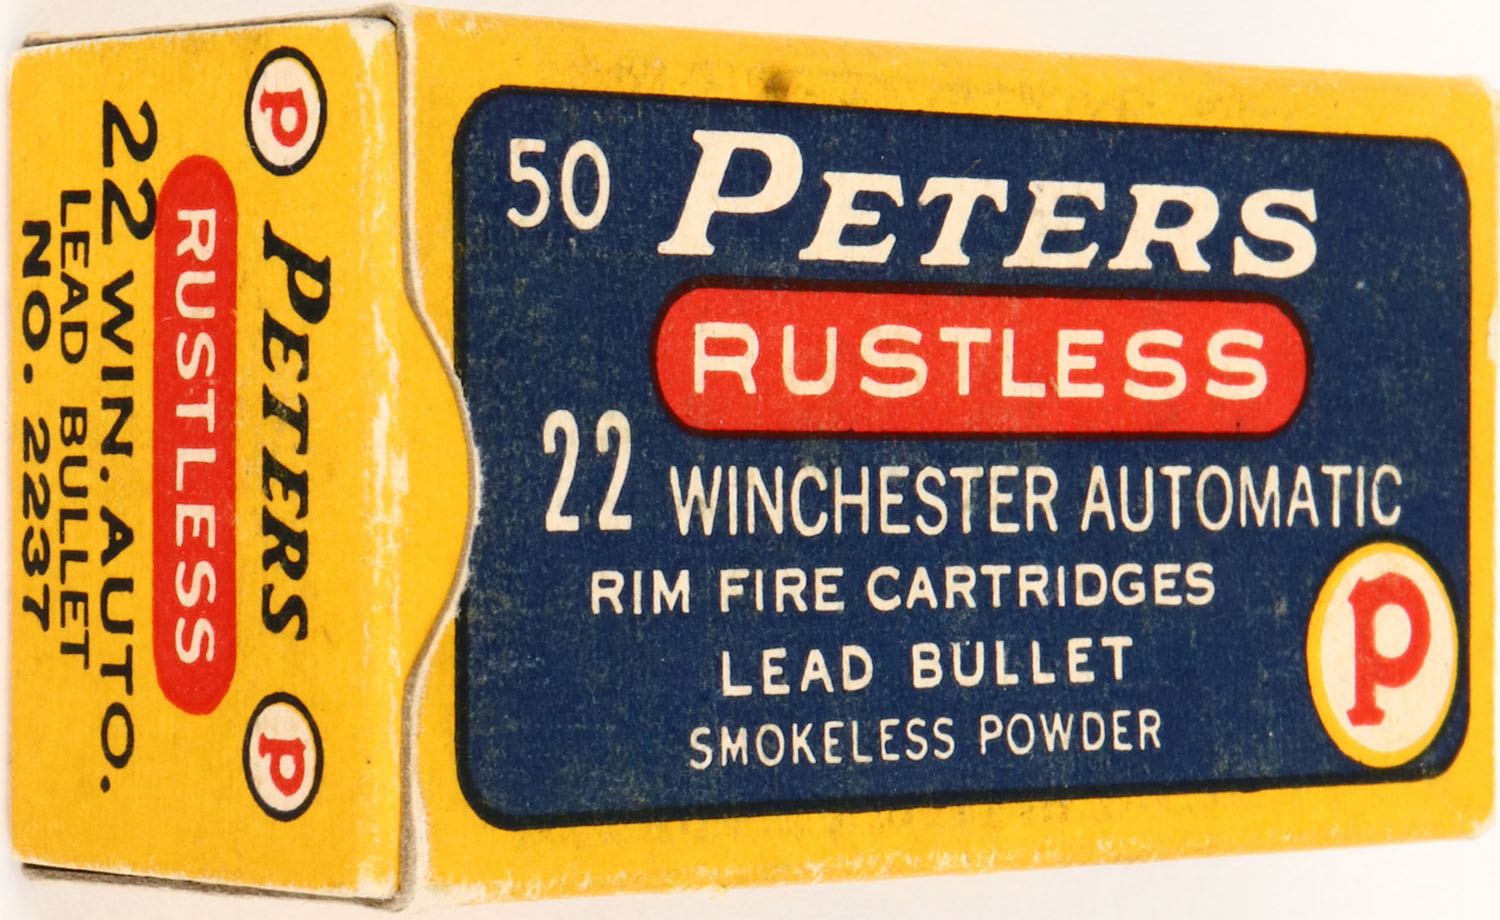 50 PETERS
RUSTLESS
22 WINCHESTER AUTOMATIC
RIM FIRE CARTRIDGES
LEAD BULLET
SMOKELESS POWDER
P
P PETERS P
RUSTLESS
22 WIN. AUTO.
LEAD BULLET
NO. 2237